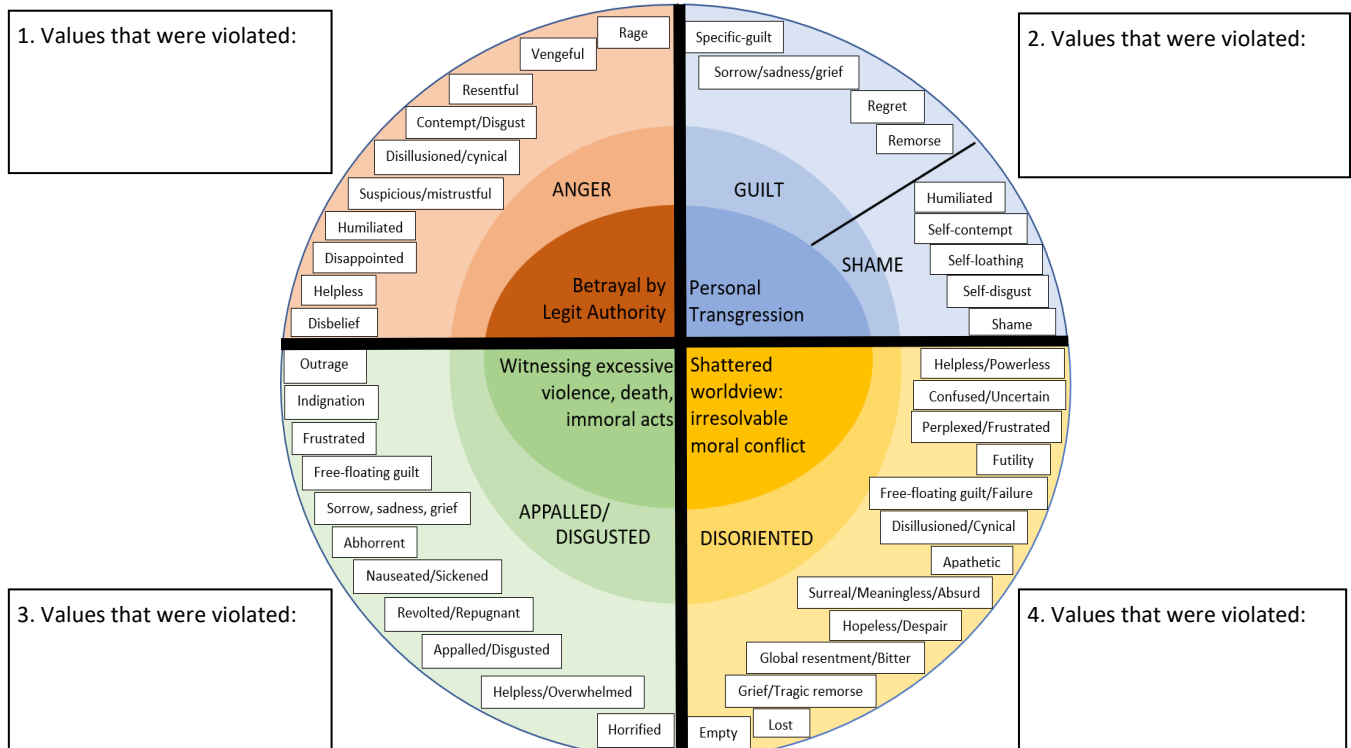 1. Values that were violated:
2. Values that were violated:
Rage
Vengeful
Resentful
Contempt/Disgust
Disillusioned/cynical
Suspicious/mistrustful
Humiliated
Disappointed
Helpless
Disbelief
ANGER
Betrayal by
Legit Authority
Specific-guilt
Sorrow/sadness/grief
Regret
Remorse
GUILT
Humiliated
Self-contempt
Self-loathing
Self-disgust
Shame
SHAME
Personal
Transgression
Outrage
Indignation
Frustrated
Free-floating guilt
Sorrow, sadness, grief
Abhorrent
Nauseated/Sickened
Revolted/Repugnant
Appalled/Disgusted
Helpless/Overwhelmed
Horrified
Witnessing excessive
violence, death,
immoral acts
APPALLED/
DISGUSTED
Shattered
worldview:
irresolvable
moral conflict
DISORIENTED
Helpless/Powerless
Confused/Uncertain
Perplexed/Frustrated
Futility
Free-floating guilt/Failure
Disillusioned/Cynical
Apathetic
Surreal/Meaningless/Absurd
Hopeless/Despair
Global resentment/Bitter
Grief/Tragic remorse
Lost
Empty
3. Values that were violated:
4. Values that were violated: